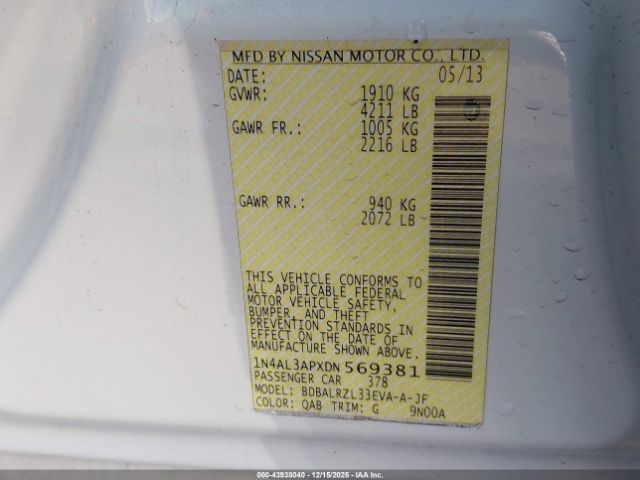 MFD BY NISSAN MOTOR CO., LTD.
DATE: 05/13
GVWR: 1910 KG
4211 LB
GAWR FR.: 1005 KG
2216 LB
GAWR RR.: 940 KG
2072 LB
THIS VEHICLE CONFORMS TO
ALL APPLICABLE FEDERAL
MOTOR VEHICLE SAFETY,
BUMPER, AND THEFT
PREVENTION STANDARDS IN
EFFECT ON THE DATE OF
MANUFACTURE SHOWN ABOVE.
1N4AL3APXDN569381
PASSENGER CAR 378
MODEL: BDBALRZL33EVA-A-JF
COLOR: QAB TRIM: G 9N00A
000-43938040 - 12/15/2025 - IAAI.COM